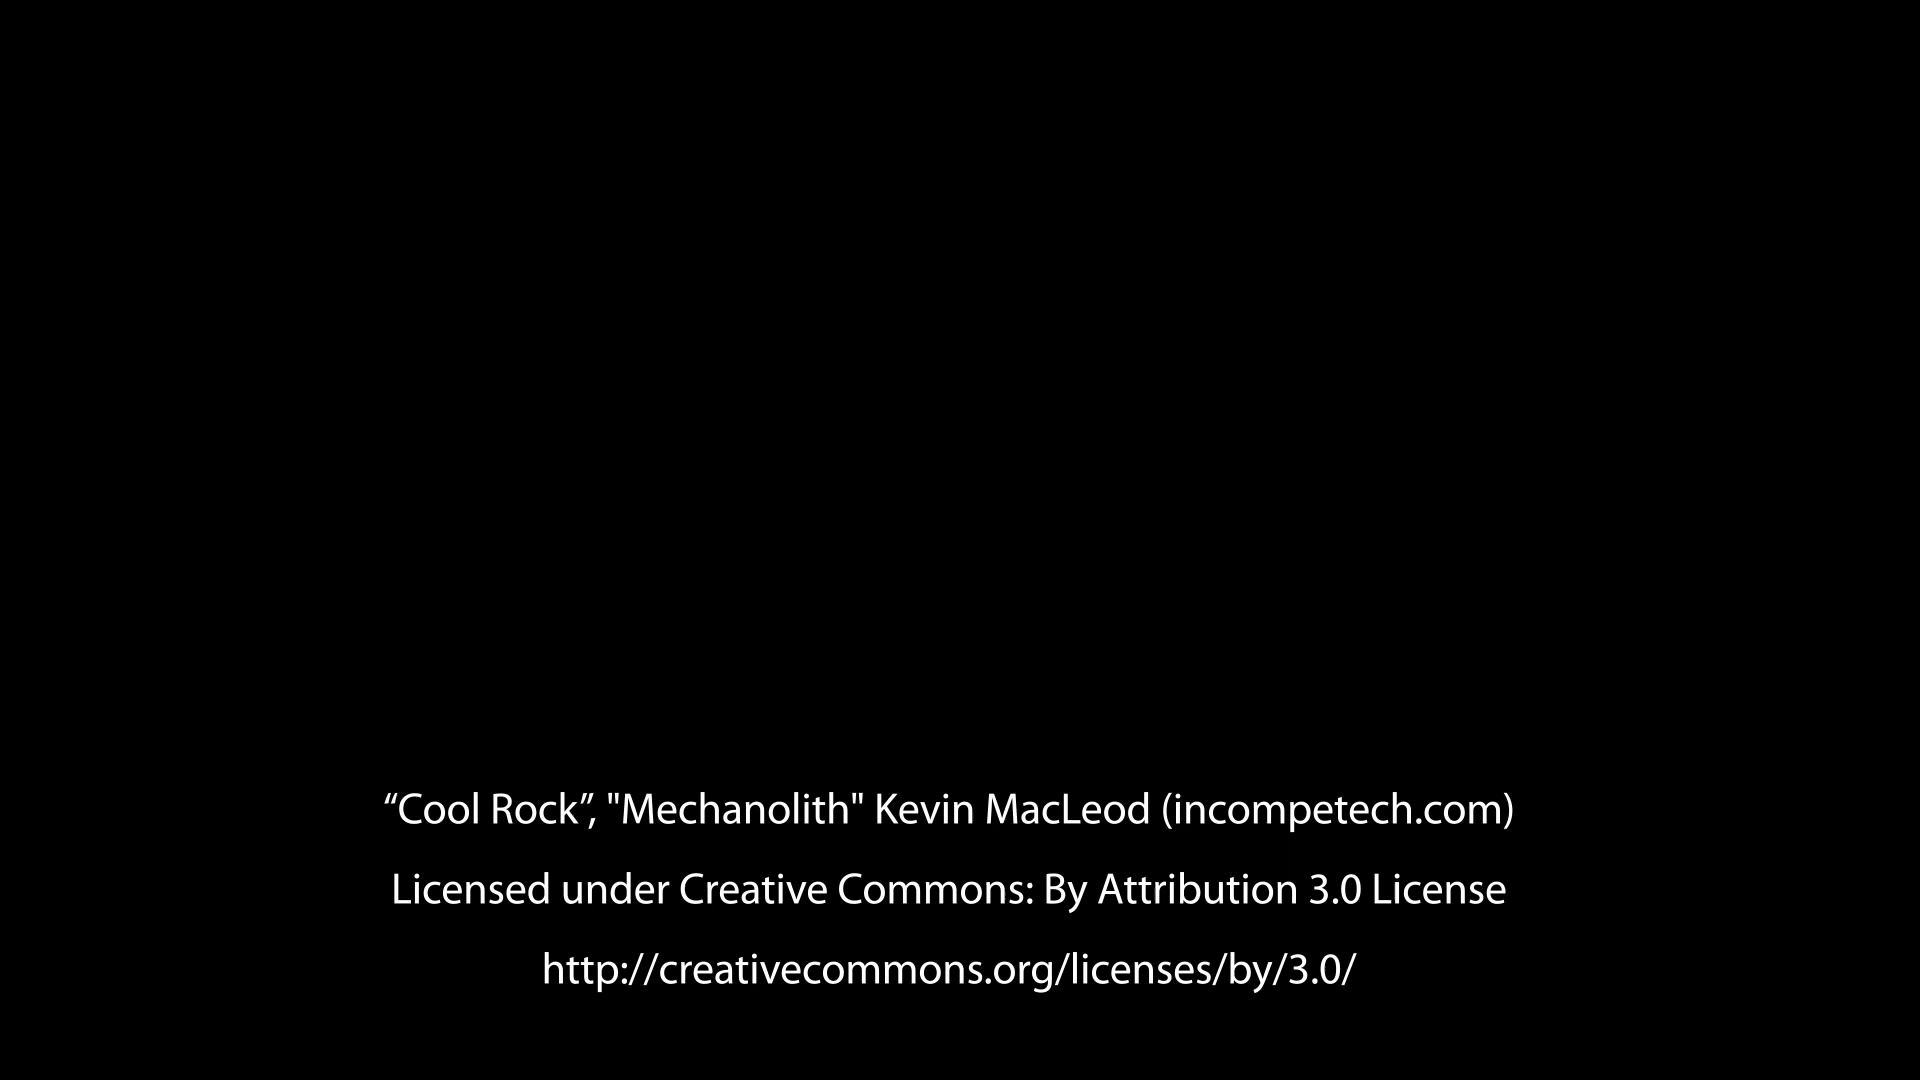 “Cool Rock”, "Mechanolith" Kevin MacLeod (incompetech.com)
Licensed under Creative Commons: By Attribution 3.0 License
http://creativecommons.org/licenses/by/3.0/